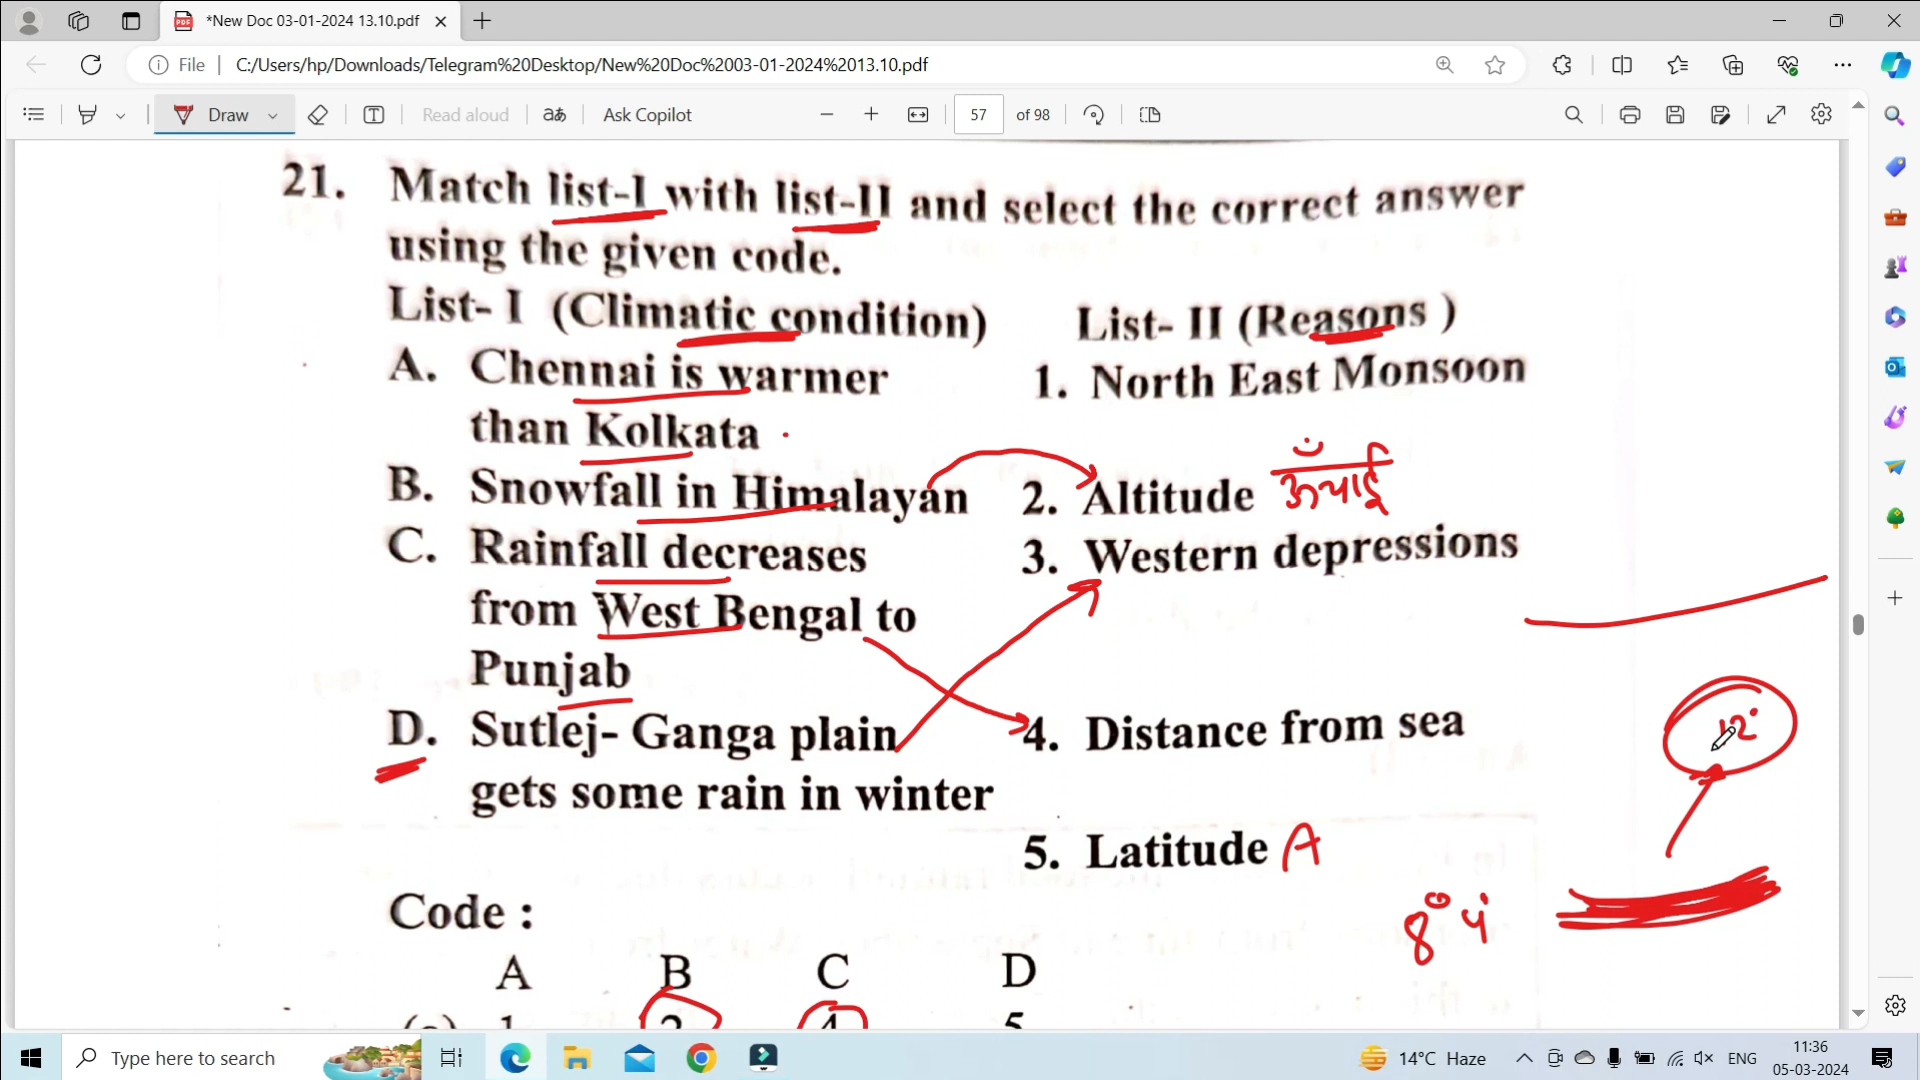 *New Doc 03-01-2024 13.10.pdf
File
C:/Users/hp/Downloads/Telegram%20Desktop/New%20Doc%2003-01-2024%2013.10.pdf
Draw
Read aloud
aあ
Ask Copilot
57
of 98
21. Match list-I with list-II and select the correct answer
using the given code.
List- I (Climatic condition) List- II (Reasons )
A. Chennai is warmer 1. North East Monsoon
than Kolkata
B. Snowfall in Himalayan 2. Altitude ऊँचाई
C. Rainfall decreases 3. Western depressions
from West Bengal to
Punjab
D. Sutlej- Ganga plain 4. Distance from sea
12°
gets some rain in winter
5. Latitude A
8° 4'
Code :
A B C D
Type here to search
14°C Haze
ENG
11:36
05-03-2024